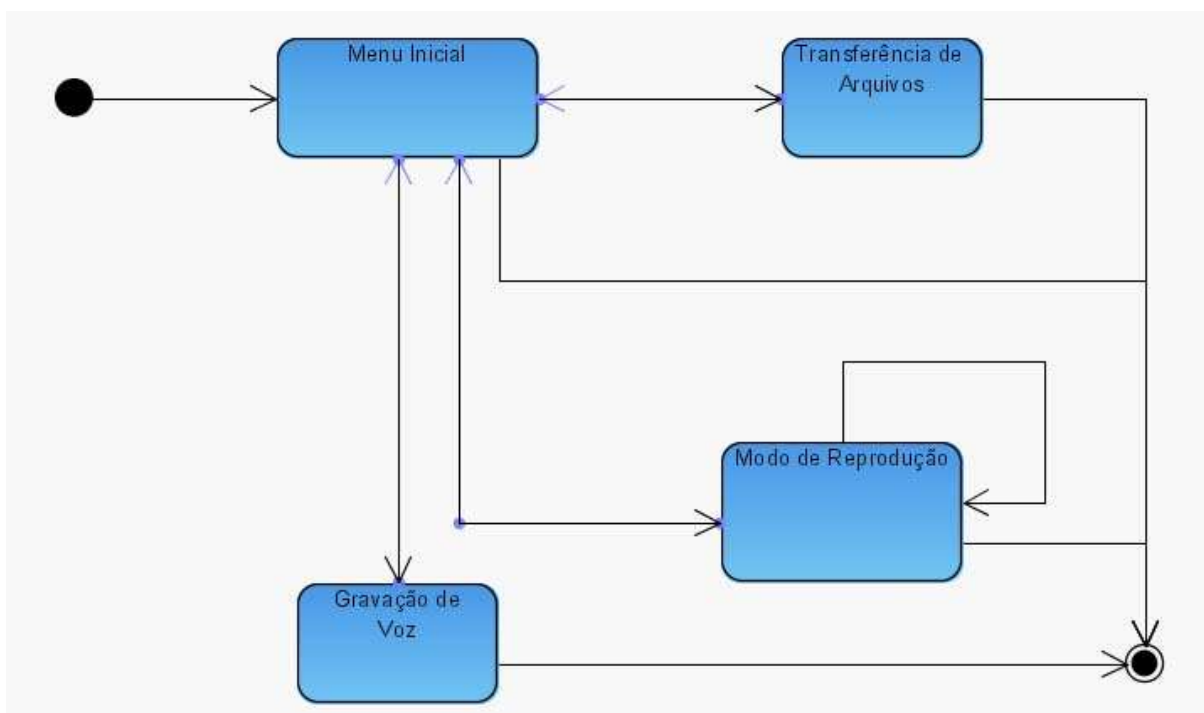 Menu Inicial
Transferência de
Arquivos
Modo de Reprodução
Gravação de
Voz